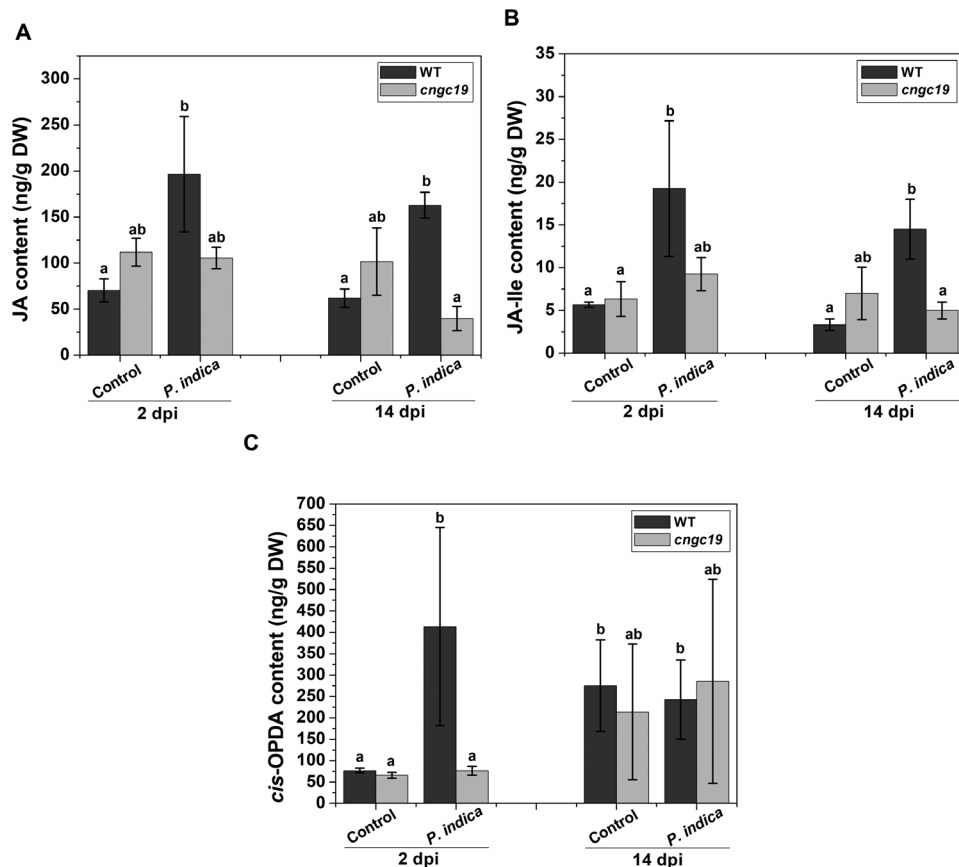 A
JA content (ng/g DW)
300
250
200
150
100
50
0
WT
cngc19
a
ab
b
ab
a
ab
b
a
Control
P. indica
Control
P. indica
2 dpi
14 dpi
B
JA-Ile content (ng/g DW)
35
30
25
20
15
10
5
0
WT
cngc19
a
a
b
ab
a
ab
b
a
Control
P. indica
Control
P. indica
2 dpi
14 dpi
C
cis-OPDA content (ng/g DW)
700
650
600
550
500
450
400
350
300
250
200
150
100
50
0
WT
cngc19
a
a
b
a
b
ab
b
ab
Control
P. indica
Control
P. indica
2 dpi
14 dpi